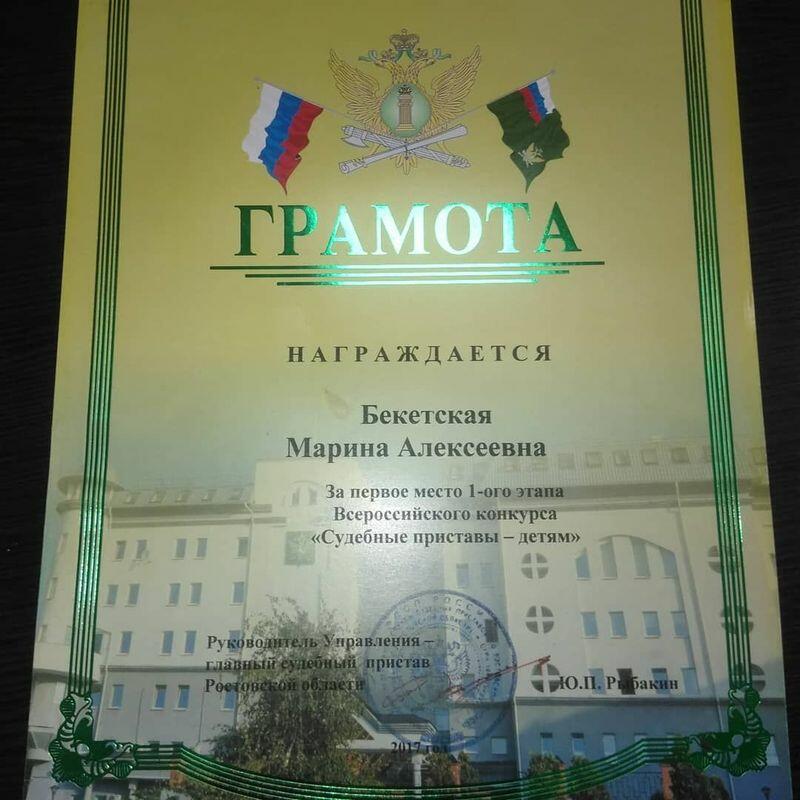 ГРАМОТА
НАГРАЖДАЕТСЯ
Бекетская
Марина Алексеевна
За первое место 1-ого этапа
Всероссийского конкурса
«Судебные приставы – детям»
Руководитель Управления –
главный судебный пристав
Ростовской области
Ю.П. Рыбакин
2017 год